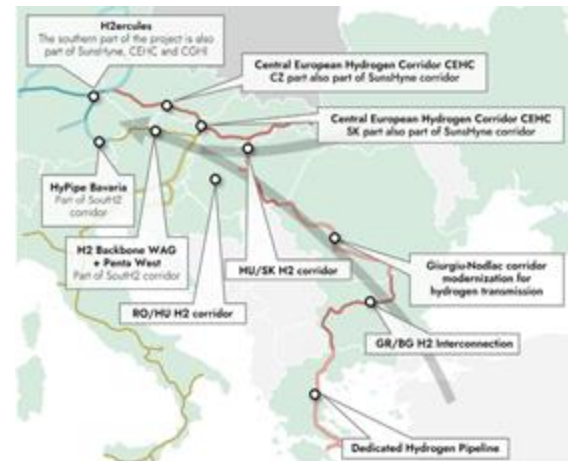 H2ercules
The southern part of the project is also
part of SunsHyne, CEHC and CGHI
Central European Hydrogen Corridor CEHC
CZ part also part of SunsHyne corridor
Central European Hydrogen Corridor CEHC
SK part also part of SunsHyne corridor
HyPipe Bavaria
Part of SoutH2
corridor
H2 Backbone WAG
+ Penta West
Part of SoutH2 corridor
HU/SK H2 corridor
RO/HU H2 corridor
Giurgiu-Nodlac corridor
modernization for
hydrogen transmission
GR/BG H2 Interconnection
Dedicated Hydrogen Pipeline